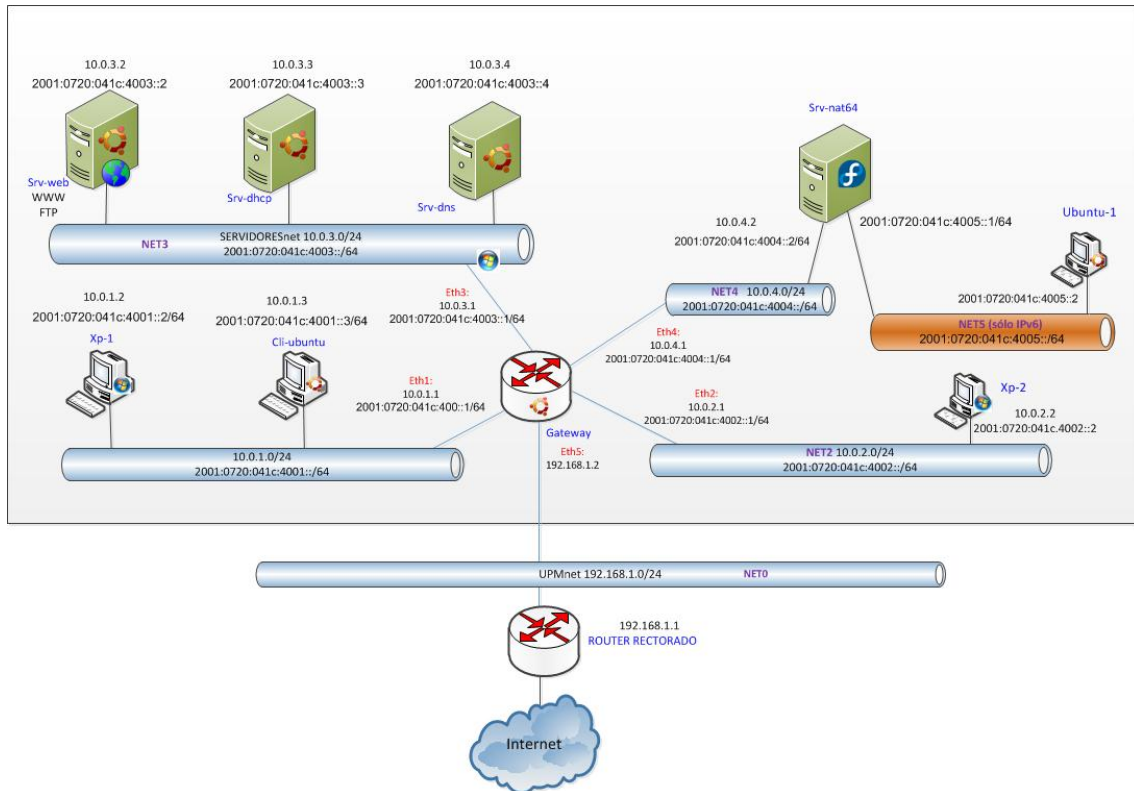 10.0.3.2
2001:0720:041c:4003::2
10.0.3.3
2001:0720:041c:4003::3
10.0.3.4
2001:0720:041c:4003::4
Srv-web
WWW
FTP
Srv-dhcp
Srv-dns
NET3
SERVIDORESnet 10.0.3.0/24
2001:0720:041c:4003::/64
Srv-nat64
10.0.4.2
2001:0720:041c:4004::2/64
2001:0720:041c:4005::1/64
Ubuntu-1
2001:0720:041c:4005::2
NET4 10.0.4.0/24
2001:0720:041c:4004::/64
NET5 (sólo IPv6)
2001:0720:041c:4005::/64
10.0.1.2
2001:0720:041c:4001::2/64
Xp-1
10.0.1.3
2001:0720:041c:4001::3/64
Cli-ubuntu
Eth3:
10.0.3.1
2001:0720:041c:4003::1/64
Eth4:
10.0.4.1
2001:0720:041c:4004::1/64
Eth1:
10.0.1.1
2001:0720:041c:400::1/64
Eth2:
10.0.2.1
2001:0720:041c:4002::1/64
Xp-2
10.0.2.2
2001:0720:041c.4002::2
Gateway
Eth5:
192.168.1.2
10.0.1.0/24
2001:0720:041c:4001::/64
NET2 10.0.2.0/24
2001:0720:041c:4002::/64
UPMnet 192.168.1.0/24
NET0
192.168.1.1
ROUTER RECTORADO
Internet